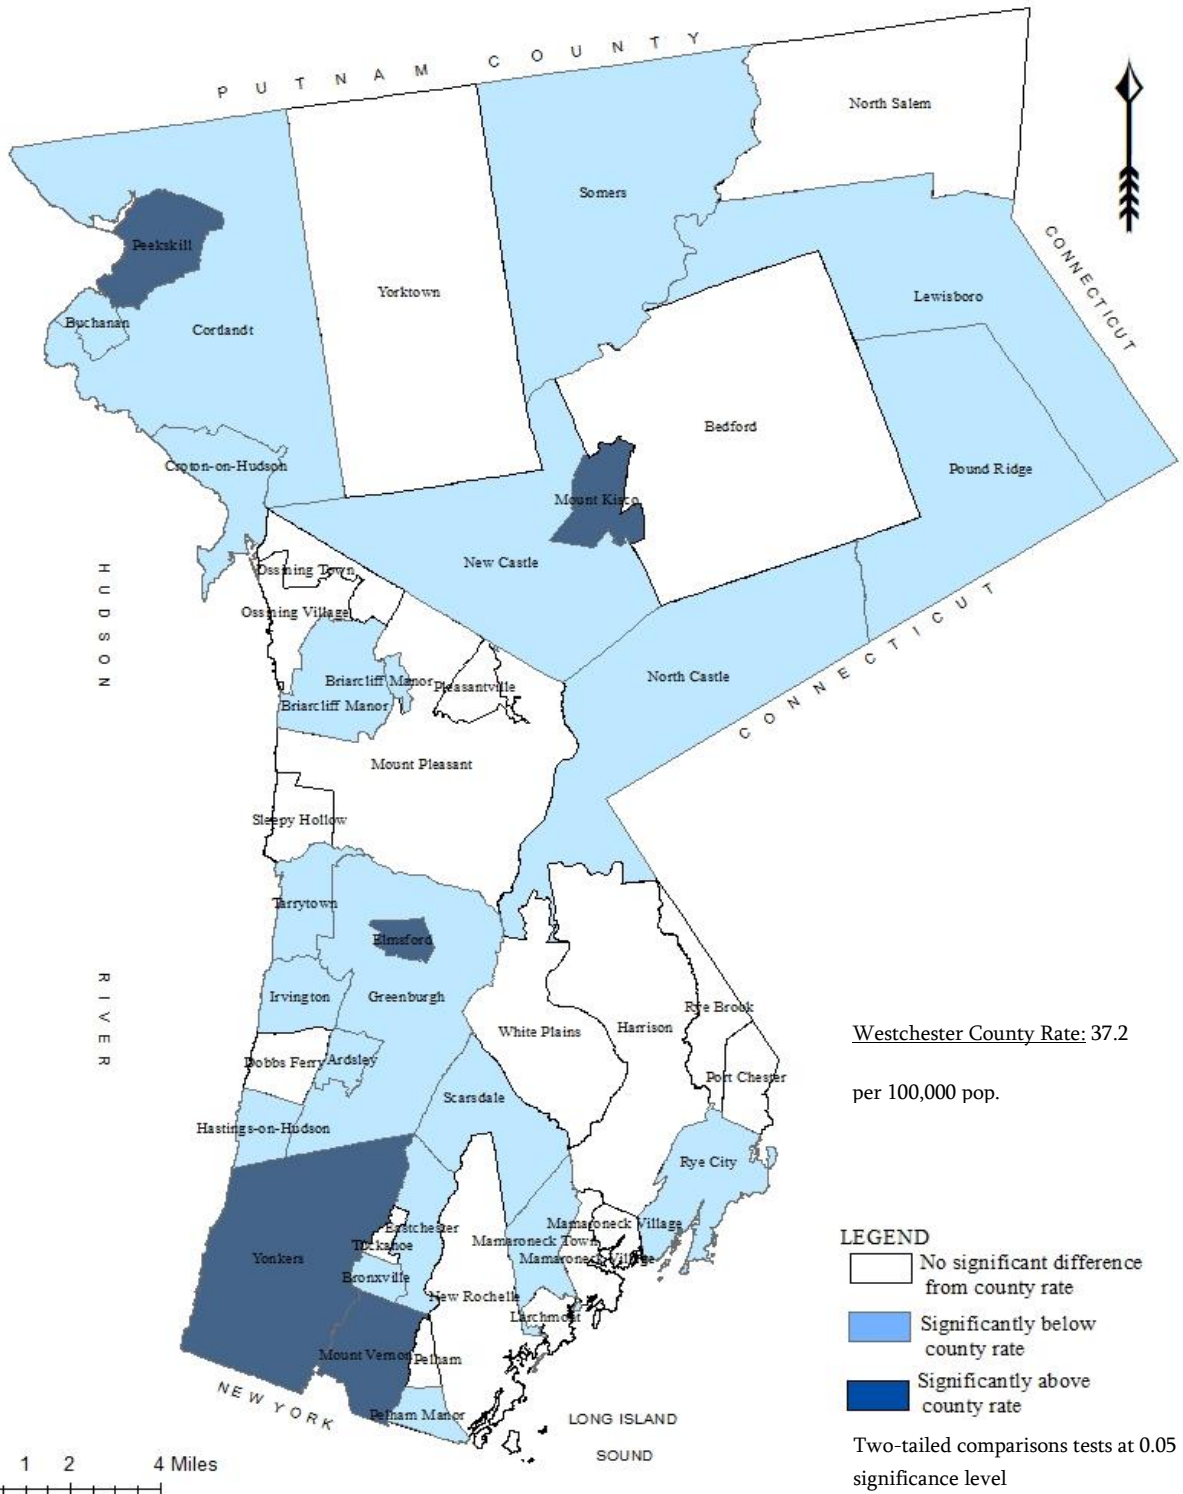 PUTNAM COUNTY
North Salem
Somers
Peekskill
CONNECTICUT
Yorktown
Lewisboro
Buchanan
Cortlandt
Bedford
Croton-on-Hudson
Pound Ridge
Mount Kisco
New Castle
Ossining Town
HUDSON
Ossining Village
CONNECTICUT
North Castle
Briarcliff Manor
Pleasantville
Briarcliff Manor
Mount Pleasant
Sleepy Hollow
Tarrytown
Elmsford
RIVER
Irvington
Greenburgh
Rye Brook
White Plains
Harrison
Westchester County Rate: 37.2
per 100,000 pop.
Dobbs Ferry
Ardsley
Port Chester
Scarsdale
Hastings-on-Hudson
Rye City
Mamaroneck Village
Eastchester
Mamaroneck Town
Tuckahoe
Yonkers
Mamaroneck Village
Bronxville
New Rochelle
Larchmont
Mount Vernon
Pelham
Pelham Manor
NEW YORK
LONG ISLAND
SOUND
LEGEND
No significant difference
from county rate
Significantly below
county rate
Significantly above
county rate
Two-tailed comparisons tests at 0.05
significance level
1 2 4 Miles